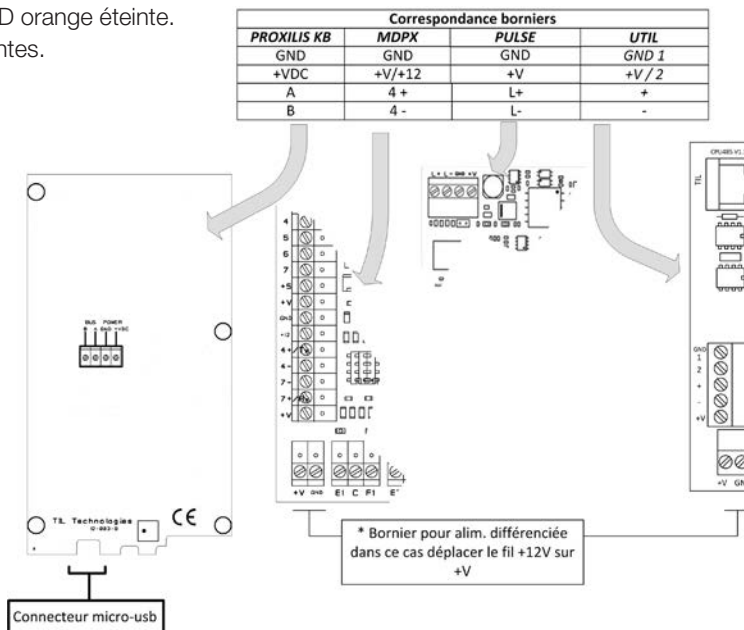 D orange éteinte.
ntes.
Correspondance borniers
PROXILIS KB MDPX PULSE UTIL
GND GND GND GND 1
+VDC +V/+12 +V +V / 2
A 4 + L+ +
B 4 - L- -
CPU485-V1.
TIL
L+ L- GND +V
4
5
6
7
+5
+V
GND
+12
4+
4-
7-
7+
+V
BUS POWER
B A GND +VDC
GND
1
2
+
-
+V
+V GND E1 C F1 E
+V GN
TIL Technologies
CE
* Bornier pour alim. différenciée
dans ce cas déplacer le fil +12V sur
+V
Connecteur micro-usb